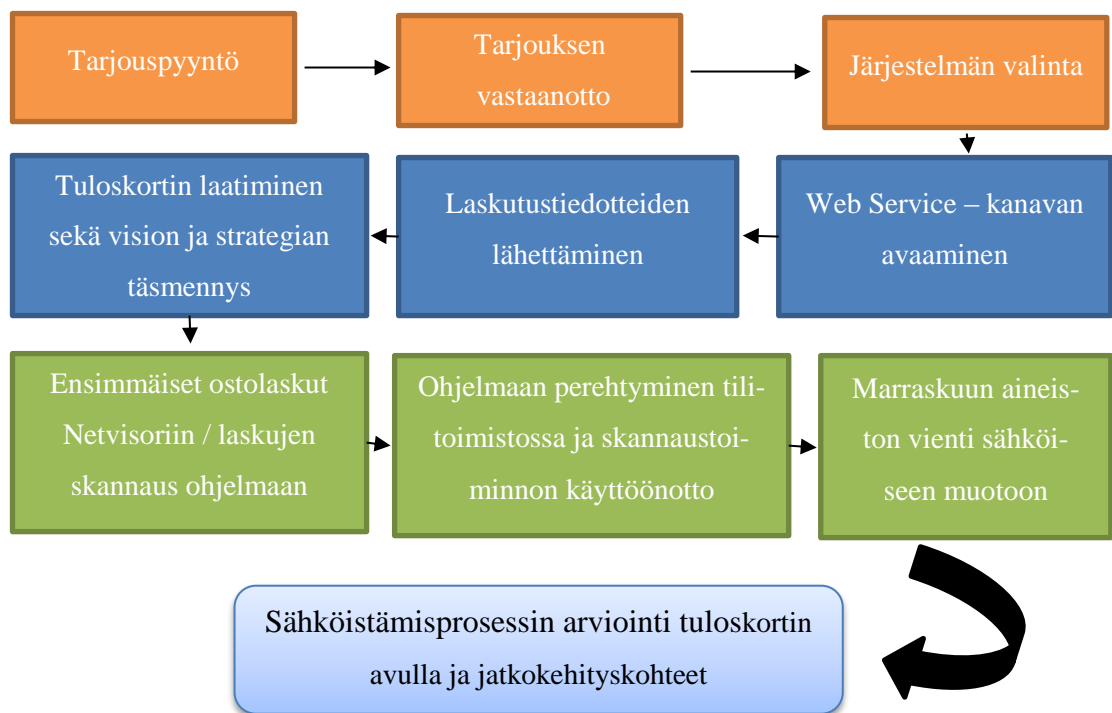 Tarjouspyyntö
Tarjouksen
vastaanotto
Järjestelmän valinta
Web Service – kanavan
avaaminen
Laskutustiedotteiden
lähettäminen
Tuloskortin laatiminen
sekä vision ja strategian
täsmennys
Ensimmäiset ostolaskut
Netvisoriin / laskujen
skannaus ohjelmaan
Ohjelmaan perehtyminen tili-
toimistossa ja skannaustoi-
minnon käyttöönotto
Marraskuun aineis-
ton vienti sähköi-
seen muotoon
Sähköistämisprosessin arviointi tuloskortin
avulla ja jatkokehityskohteet